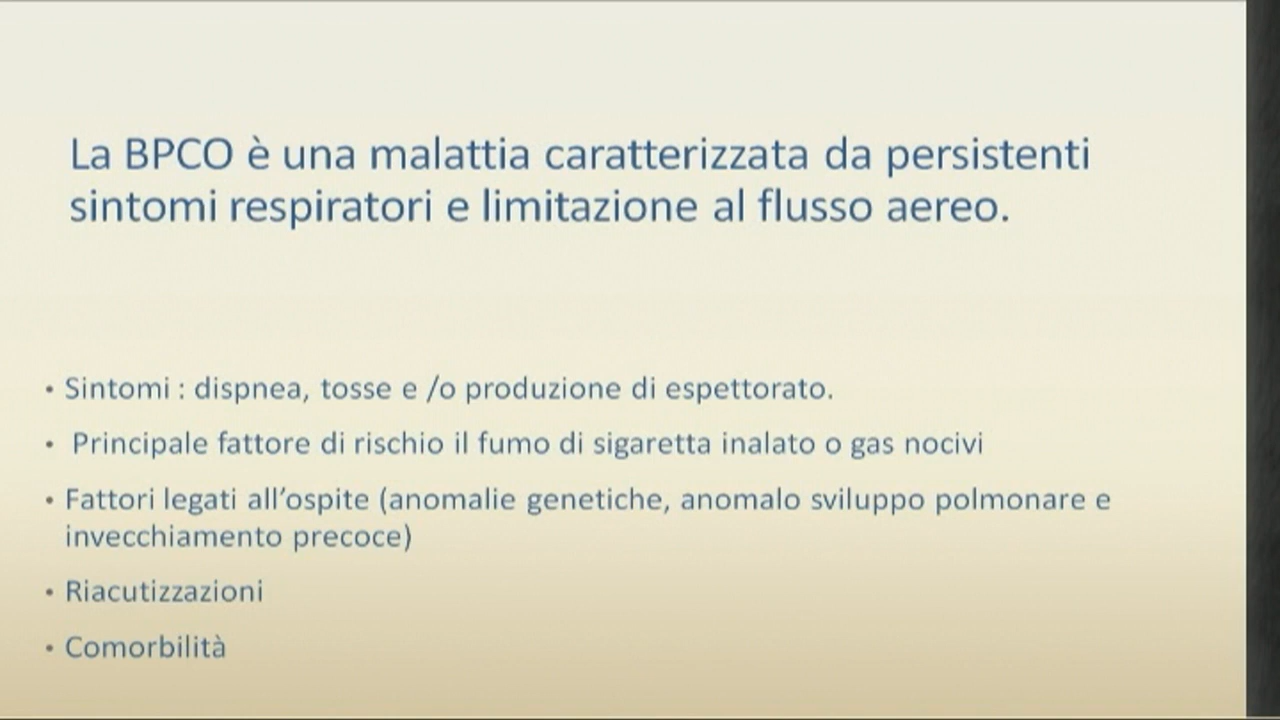 La BPCO è una malattia caratterizzata da persistenti
sintomi respiratori e limitazione al flusso aereo.
• Sintomi : dispnea, tosse e /o produzione di espettorato.
• Principale fattore di rischio il fumo di sigaretta inalato o gas nocivi
• Fattori legati all’ospite (anomalie genetiche, anomalo sviluppo polmonare e
invecchiamento precoce)
• Riacutizzazioni
• Comorbilità